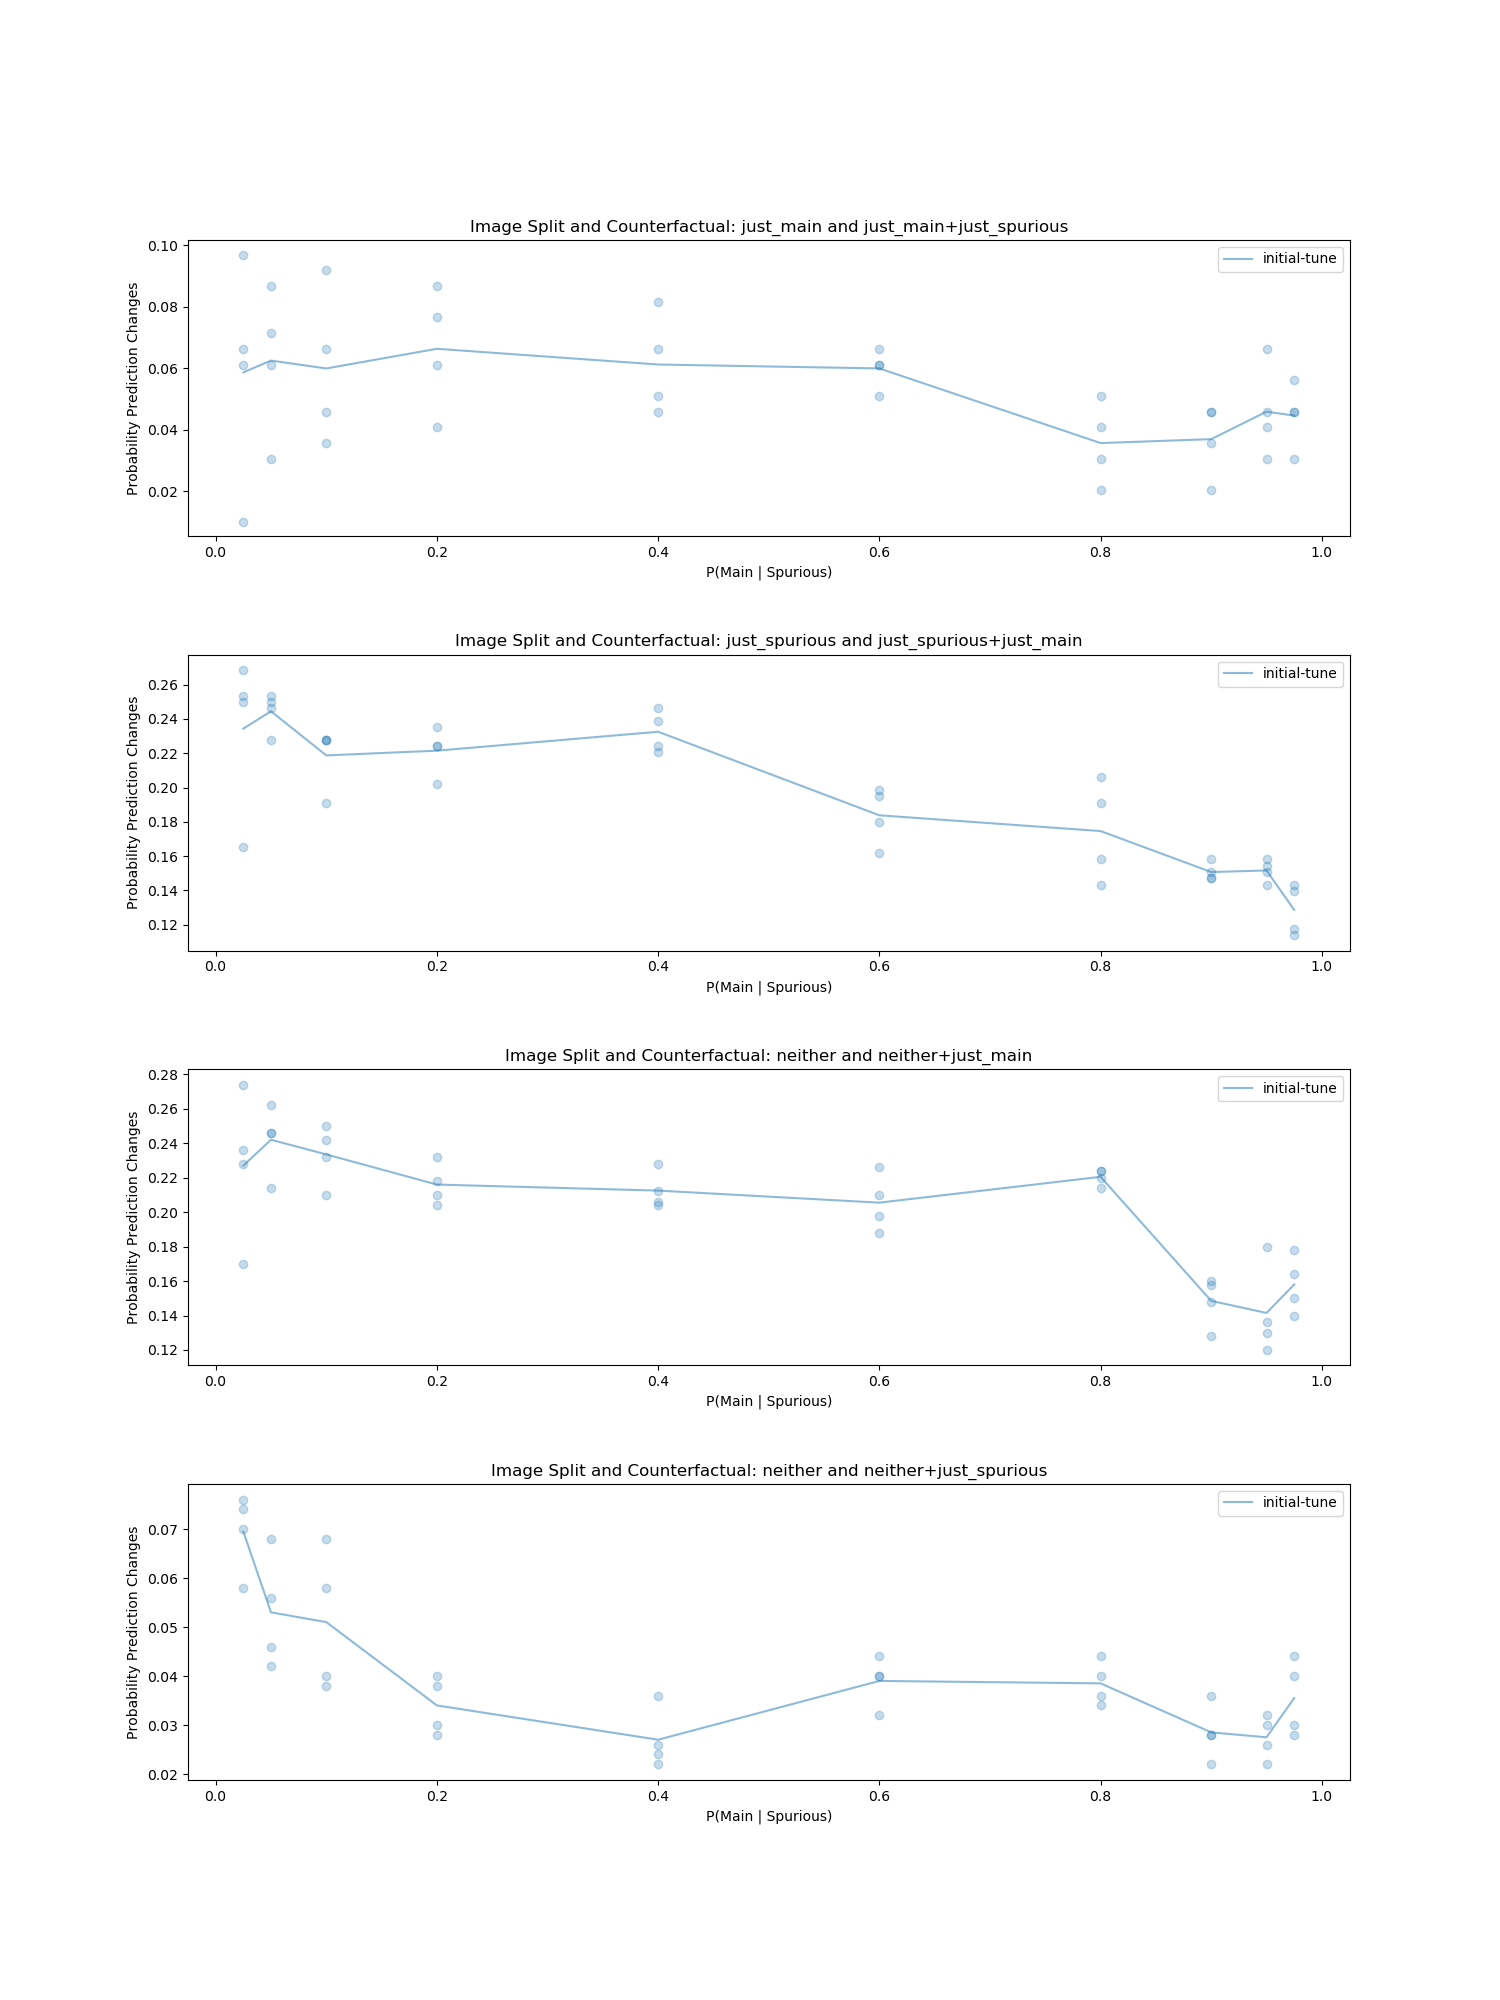 Image Split and Counterfactual: just_main and just_main+just_spurious
initial-tune
Probability Prediction Changes
0.10
0.08
0.06
0.04
0.02
0.0 0.2 0.4 0.6 0.8 1.0
P(Main | Spurious)
Image Split and Counterfactual: just_spurious and just_spurious+just_main
initial-tune
Probability Prediction Changes
0.26
0.24
0.22
0.20
0.18
0.16
0.14
0.12
0.0 0.2 0.4 0.6 0.8 1.0
P(Main | Spurious)
Image Split and Counterfactual: neither and neither+just_main
initial-tune
Probability Prediction Changes
0.28
0.26
0.24
0.22
0.20
0.18
0.16
0.14
0.12
0.0 0.2 0.4 0.6 0.8 1.0
P(Main | Spurious)
Image Split and Counterfactual: neither and neither+just_spurious
initial-tune
Probability Prediction Changes
0.07
0.06
0.05
0.04
0.03
0.02
0.0 0.2 0.4 0.6 0.8 1.0
P(Main | Spurious)